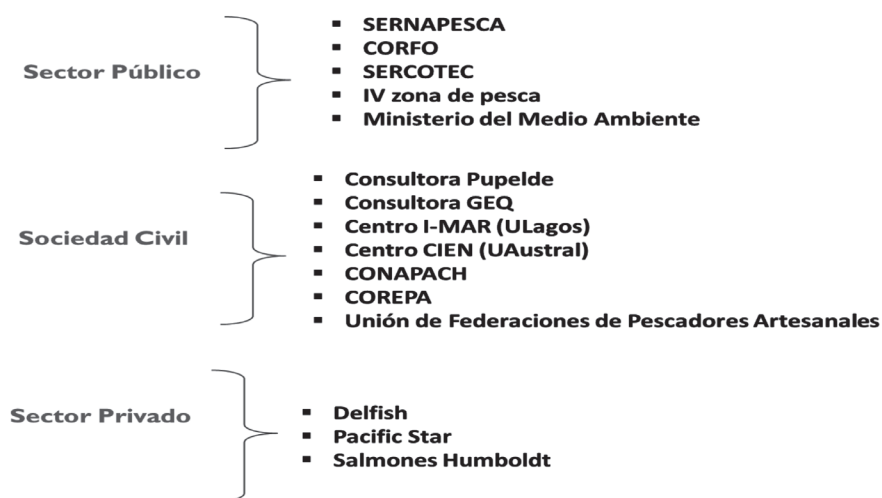 Sector Público
SERNAPESCA
CORFO
SERCOTEC
IV zona de pesca
Ministerio del Medio Ambiente
Sociedad Civil
Consultora Pupelde
Consultora GEQ
Centro I-MAR (ULagos)
Centro CIEN (UAustral)
CONAPACH
COREPA
Unión de Federaciones de Pescadores Artesanales
Sector Privado
Delfish
Pacific Star
Salmones Humboldt